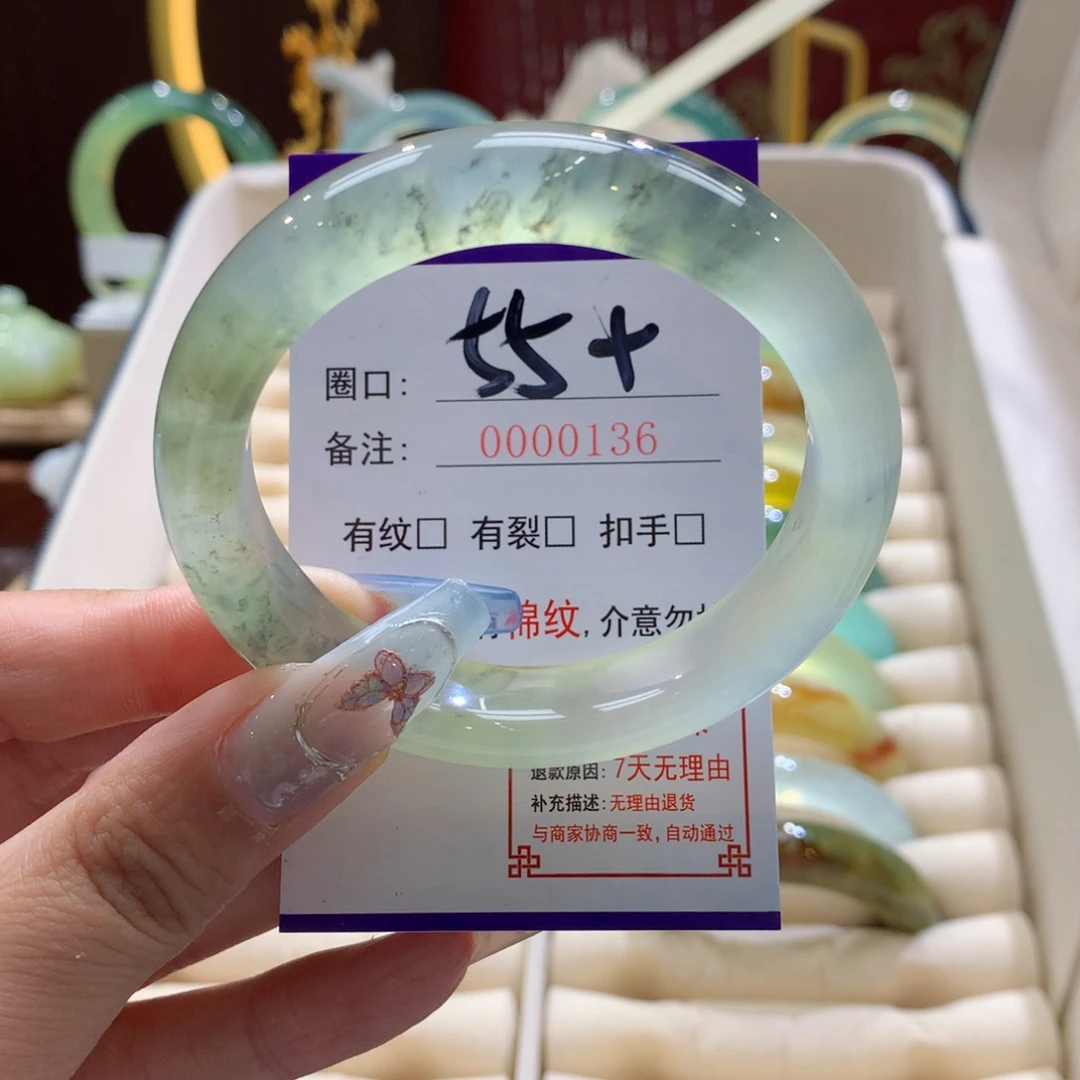 圈口: 55+
备注: 0000136
有纹□ 有裂□ 扣手□
棉纹, 介意勿
退款原因: 7天无理由
补充描述: 无理由退货
与商家协商一致, 自动通过